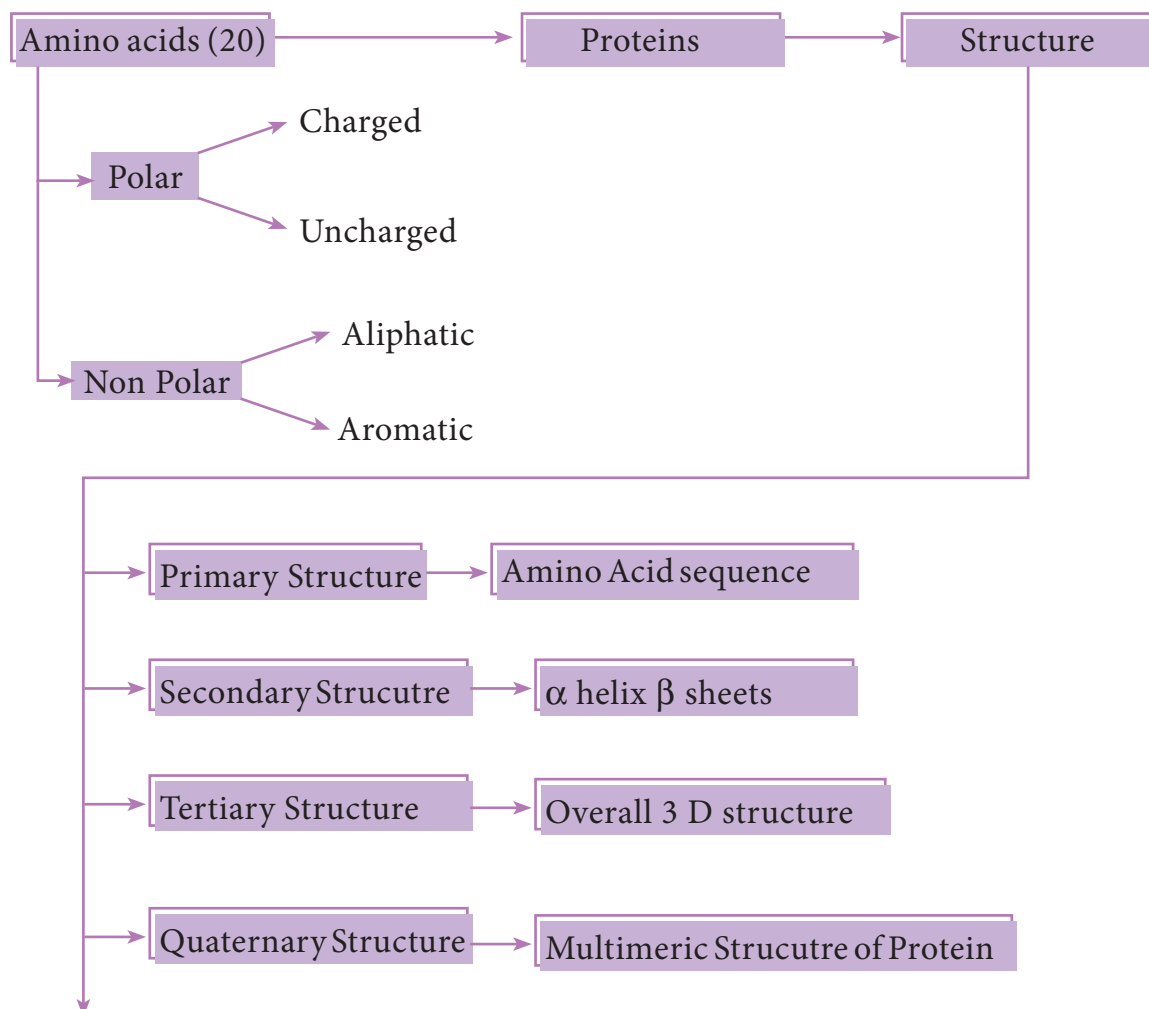 Amino acids (20)
Proteins
Structure
Charged
Polar
Uncharged
Aliphatic
Non Polar
Aromatic
Primary Structure
Amino Acid sequence
Secondary Strucutre
α helix β sheets
Tertiary Structure
Overall 3 D structure
Quaternary Structure
Multimeric Strucutre of Protein